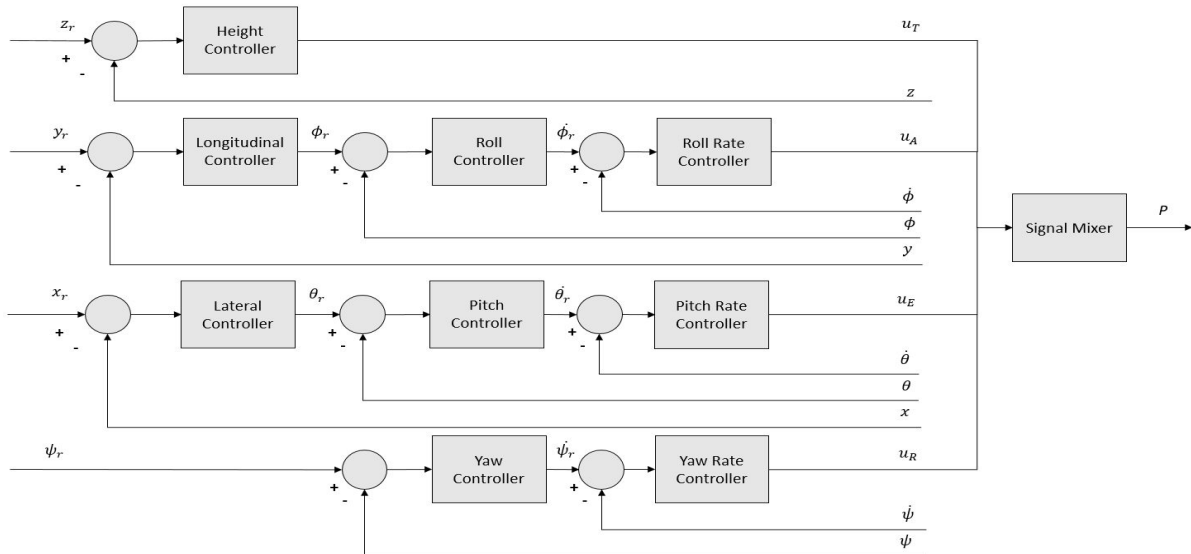 z_r
Height
Controller
u_T
+
-
z
y_r
Longitudinal
Controller
ϕ_r
Roll
Controller
ϕ̇_r
Roll Rate
Controller
u_A
+
-
+
-
+
-
ϕ̇
ϕ
y
Signal Mixer
P
x_r
Lateral
Controller
θ_r
Pitch
Controller
θ̇_r
Pitch Rate
Controller
u_E
+
-
+
-
+
-
θ̇
θ
x
ψ_r
Yaw
Controller
ψ̇_r
Yaw Rate
Controller
u_R
+
-
+
-
ψ̇
ψ